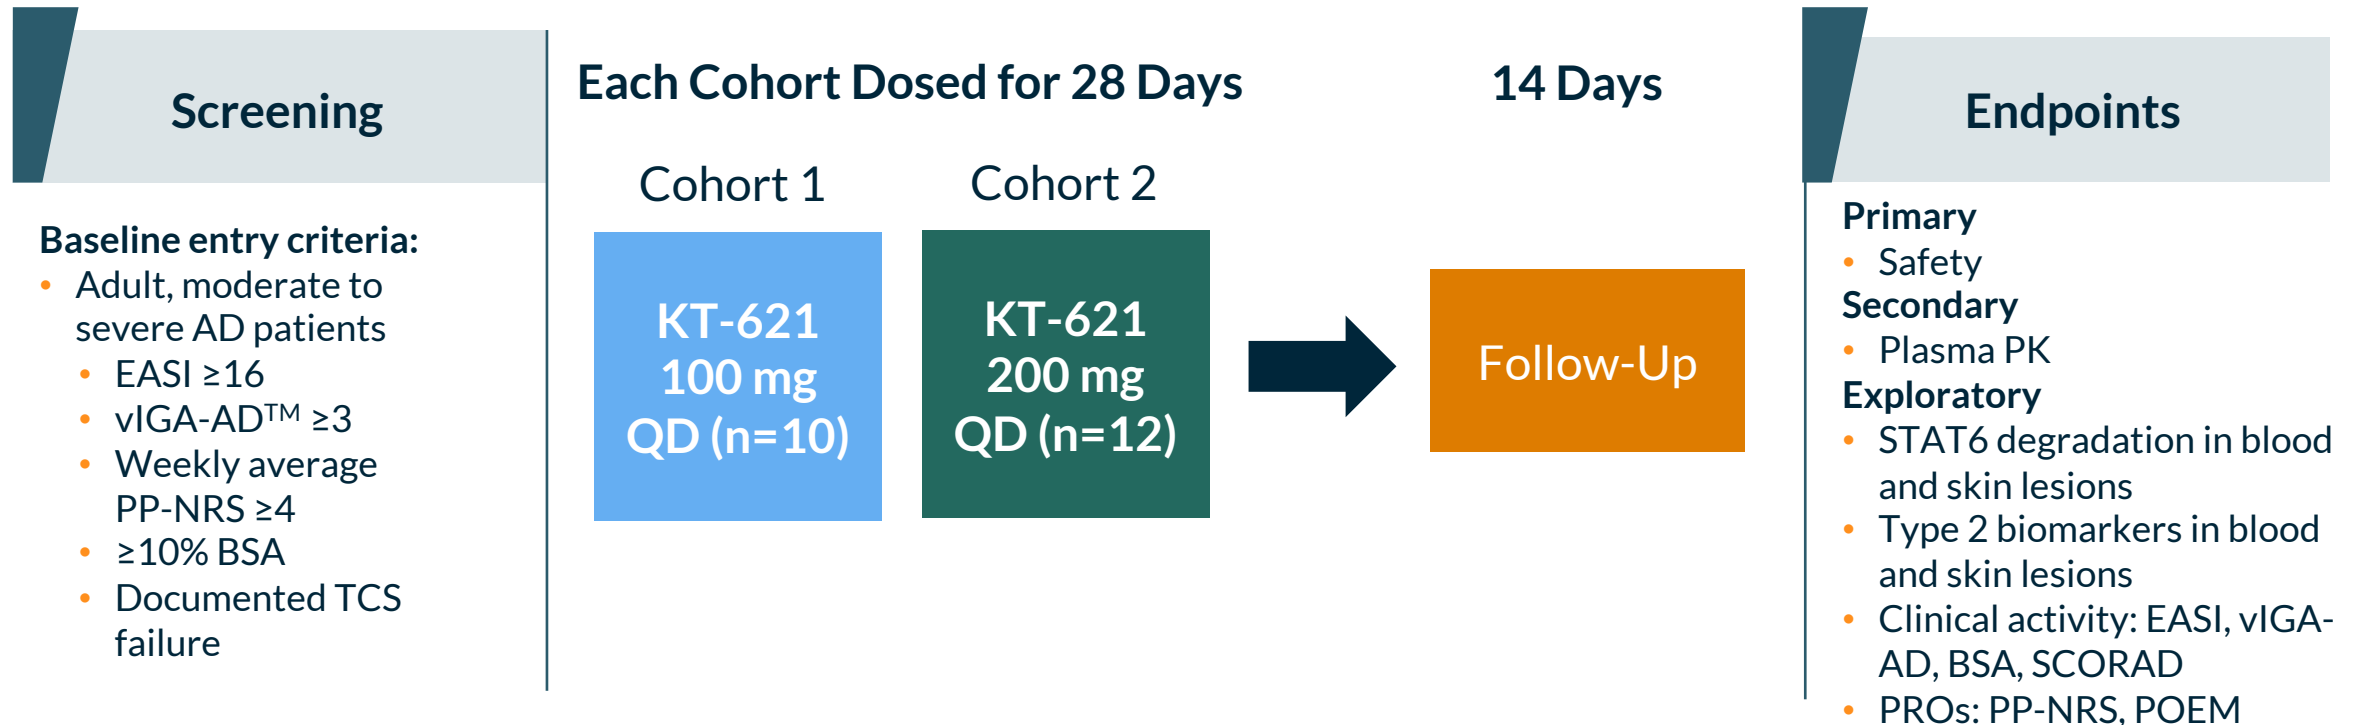 Screening
Baseline entry criteria:
• Adult, moderate to
severe AD patients
• EASI ≥16
• vIGA-AD™ ≥3
• Weekly average
PP-NRS ≥4
• ≥10% BSA
• Documented TCS
failure
Each Cohort Dosed for 28 Days
Cohort 1
KT-621
100 mg
QD (n=10)
Cohort 2
KT-621
200 mg
QD (n=12)
14 Days
Follow-Up
Endpoints
Primary
• Safety
Secondary
• Plasma PK
Exploratory
• STAT6 degradation in blood
and skin lesions
• Type 2 biomarkers in blood
and skin lesions
• Clinical activity: EASI, vIGA-
AD, BSA, SCORAD
• PROs: PP-NRS, POEM